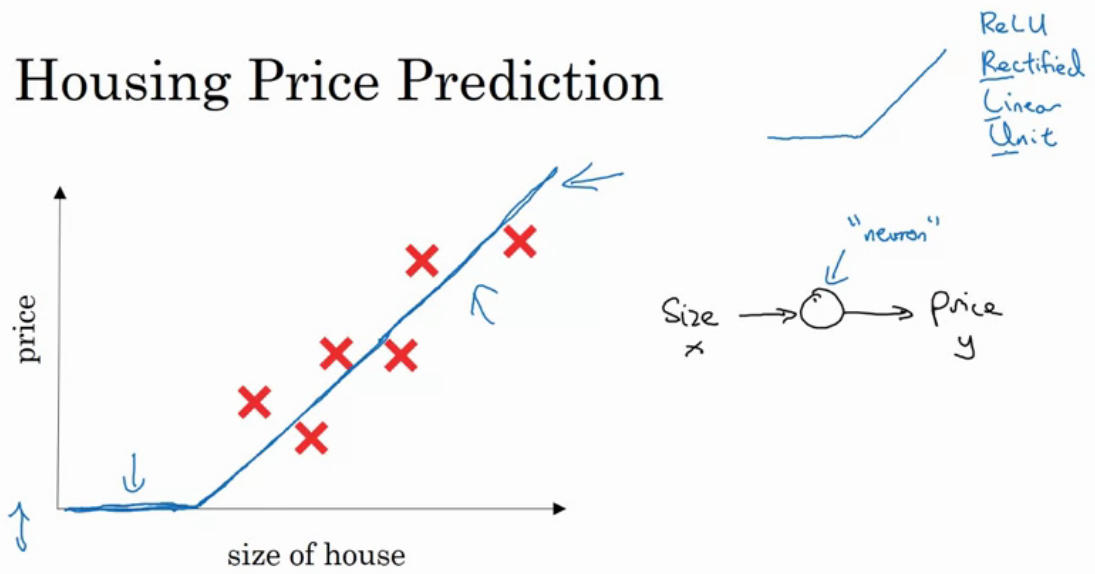 Housing Price Prediction
ReLU
Rectified
Linear
Unit
price
size of house
"neuron"
Size
x
Price
y